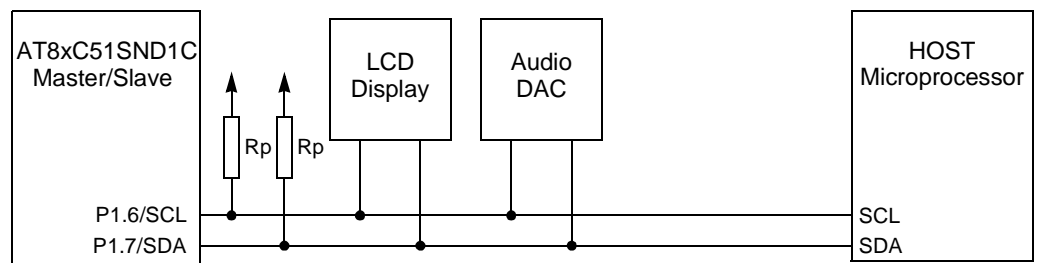 AT8xC51SND1C
Master/Slave
LCD
Display
Audio
DAC
HOST
Microprocessor
Rp
Rp
P1.6/SCL
P1.7/SDA
SCL
SDA